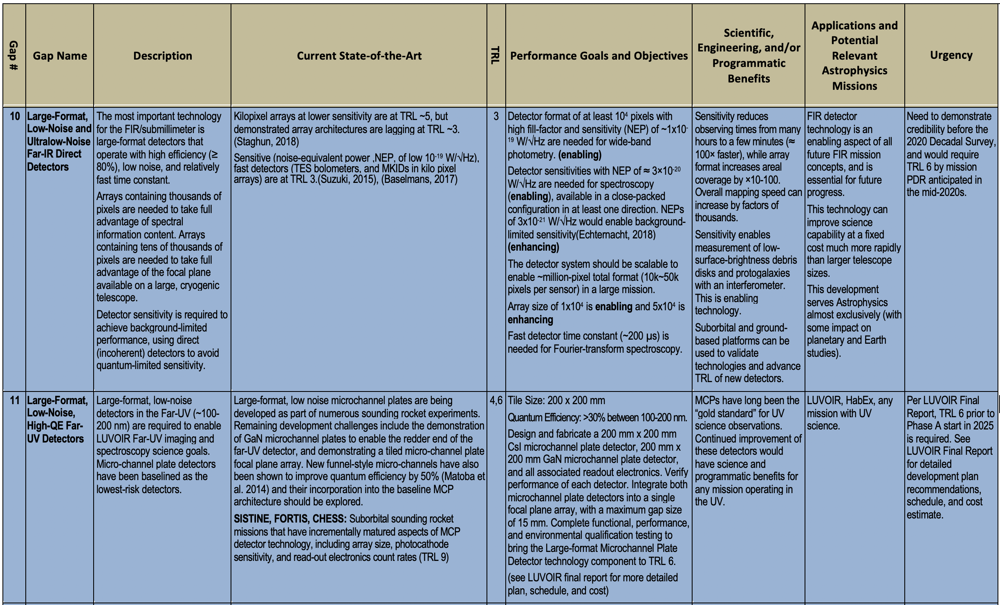 Gap #
Gap Name
Description
Current State-of-the-Art
TRL
Performance Goals and Objectives
Scientific,
Engineering, and/or
Programmatic
Benefits
Applications and
Potential
Relevant
Astrophysics
Missions
Urgency
10
Large-Format,
Low-Noise and
Ultralow-Noise
Far-IR Direct
Detectors
The most important technology
for the FIR/submillimeter is
large-format detectors that
operate with high efficiency (≥
80%), low noise, and relatively
fast time constant.
Arrays containing thousands of
pixels are needed to take full
advantage of spectral
information content. Arrays
containing tens of thousands of
pixels are needed to take full
advantage of the focal plane
available on a large, cryogenic
telescope.
Detector sensitivity is required to
achieve background-limited
performance, using direct
(incoherent) detectors to avoid
quantum-limited sensitivity.
Kilopixel arrays at lower sensitivity are at TRL ~5, but
demonstrated array architectures are lagging at TRL ~3.
(Staghun, 2018)
Sensitive (noise-equivalent power ,NEP, of low 10⁻¹⁹ W/√Hz),
fast detectors (TES bolometers, and MKIDs in kilo pixel
arrays) are at TRL 3.(Suzuki, 2015), (Baselmans, 2017)
3
Detector format of at least 10⁴ pixels with
high fill-factor and sensitivity (NEP) of ~1x10⁻
¹⁹ W/√Hz are needed for wide-band
photometry. (enabling)
Detector sensitivities with NEP of ≈ 3×10⁻²⁰
W/√Hz are needed for spectroscopy
(enabling), available in a close-packed
configuration in at least one direction. NEPs
of 3x10⁻²¹ W/√Hz would enable background-
limited sensitivity(Echternacht, 2018)
(enhancing)
The detector system should be scalable to
enable ~million-pixel total format (10k~50k
pixels per sensor) in a large mission.
Array size of 1x10⁴ is enabling and 5x10⁴ is
enhancing
Fast detector time constant (~200 µs) is
needed for Fourier-transform spectroscopy.
Sensitivity reduces
observing times from many
hours to a few minutes (≈
100× faster), while array
format increases areal
coverage by ×10-100.
Overall mapping speed can
increase by factors of
thousands.
Sensitivity enables
measurement of low-
surface-brightness debris
disks and protogalaxies
with an interferometer.
This is enabling
technology.
Suborbital and ground-
based platforms can be
used to validate
technologies and advance
TRL of new detectors.
FIR detector
technology is an
enabling aspect of all
future FIR mission
concepts, and is
essential for future
progress.
This technology can
improve science
capability at a fixed
cost much more rapidly
than larger telescope
sizes.
This development
serves Astrophysics
almost exclusively (with
some impact on
planetary and Earth
studies).
Need to demonstrate
credibility before the
2020 Decadal Survey,
and would require
TRL 6 by mission
PDR anticipated in
the mid-2020s.
11
Large-Format,
Low-Noise,
High-QE Far-
UV Detectors
Large-format, low-noise
detectors in the Far-UV (~100-
200 nm) are required to enable
LUVOIR Far-UV imaging and
spectroscopy science goals.
Micro-channel plate detectors
have been baselined as the
lowest-risk detectors.
Large-format, low noise microchannel plates are being
developed as part of numerous sounding rocket experiments.
Remaining development challenges include the demonstration
of GaN microchannel plates to enable the redder end of the
far-UV detector, and demonstrating a tiled micro-channel plate
focal plane array. New funnel-style micro-channels have also
been shown to improve quantum efficiency by 50% (Matoba et
al. 2014) and their incorporation into the baseline MCP
architecture should be explored.
SISTINE, FORTIS, CHESS: Suborbital sounding rocket
missions that have incrementally matured aspects of MCP
detector technology, including array size, photocathode
sensitivity, and read-out electronics count rates (TRL 9)
4,6
Tile Size: 200 x 200 mm
Quantum Efficiency: >30% between 100-200 nm.
Design and fabricate a 200 mm x 200 mm
CsI microchannel plate detector, 200 mm x
200 mm GaN microchannel plate detector,
and all associated readout electronics. Verify
performance of each detector. Integrate both
microchannel plate detectors into a single
focal plane array, with a maximum gap size
of 15 mm. Complete functional, performance,
and environmental qualification testing to
bring the Large-format Microchannel Plate
Detector technology component to TRL 6.
(see LUVOIR final report for more detailed
plan, schedule, and cost)
MCPs have long been the
“gold standard” for UV
science observations.
Continued improvement of
these detectors would
have science and
programmatic benefits for
any mission operating in
the UV.
LUVOIR, HabEx, any
mission with UV
science.
Per LUVOIR Final
Report, TRL 6 prior to
Phase A start in 2025
is required. See
LUVOIR Final Report
for detailed
development plan
recommendations,
schedule, and cost
estimate.